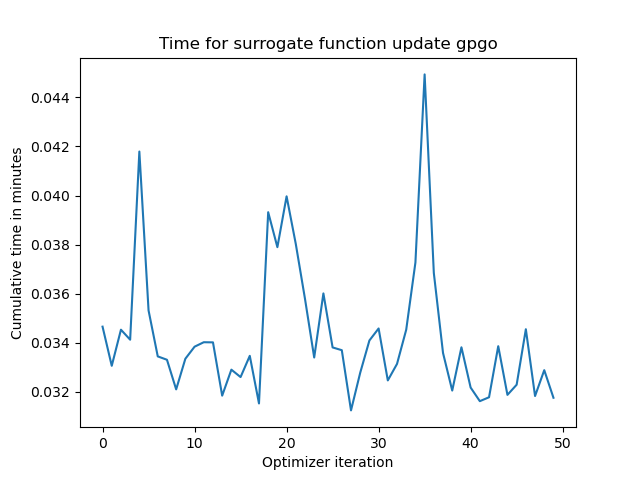 Time for surrogate function update gpgo
Cumulative time in minutes
0.044
0.042
0.040
0.038
0.036
0.034
0.032
0 10 20 30 40 50
Optimizer iteration